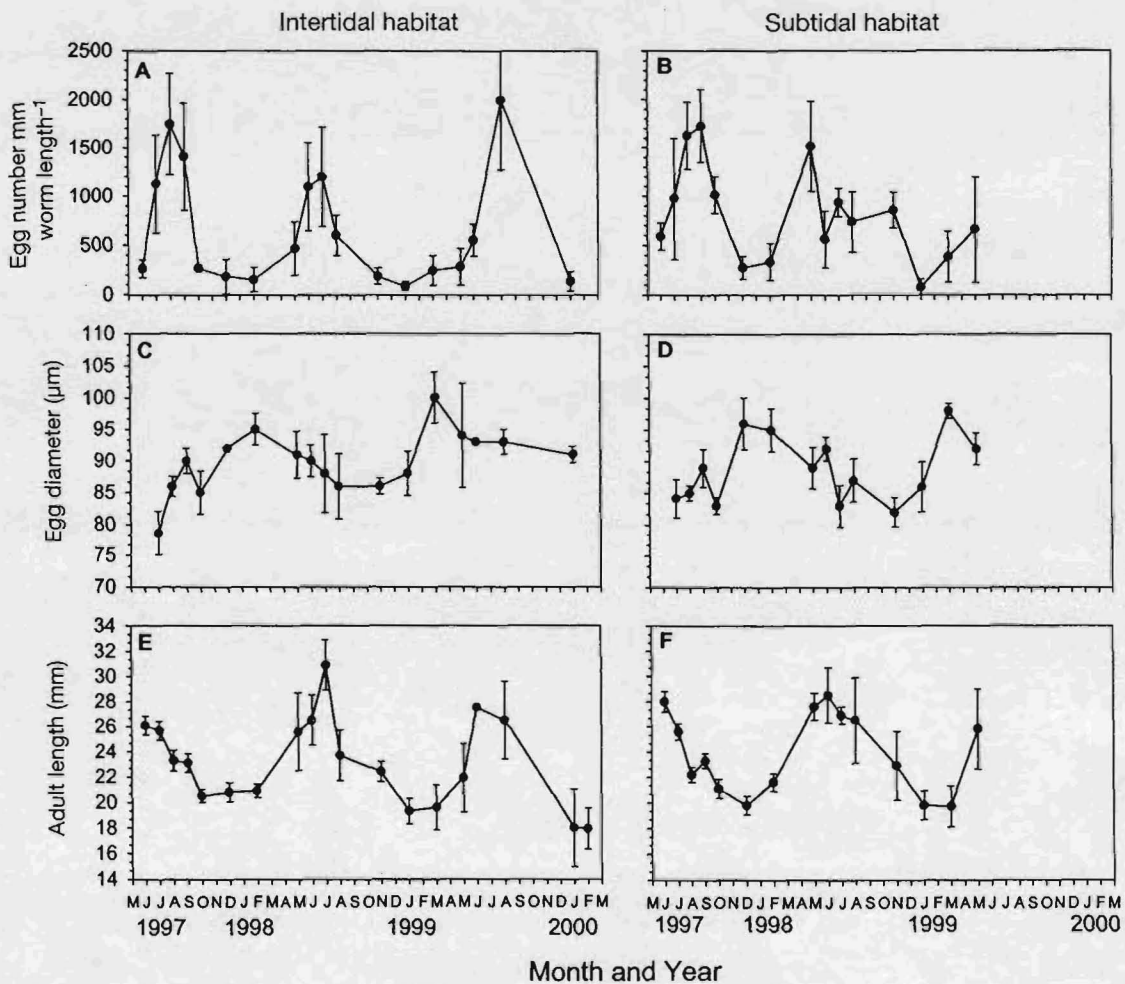 Intertidal habitat
Subtidal habitat
Egg number mm
worm length⁻¹
2500
2000
1500
1000
500
0
A
B
Egg diameter (µm)
110
105
100
95
90
85
80
75
70
C
D
Adult length (mm)
34
32
30
28
26
24
22
20
18
16
14
E
F
M J J A S O N D J F M A M J J A S O N D J F M A M J J A S O N D J F M
1997 1998 1999 2000
M J J A S O N D J F M A M J J A S O N D J F M A M J J A S O N D J F M
1997 1998 1999 2000
Month and Year